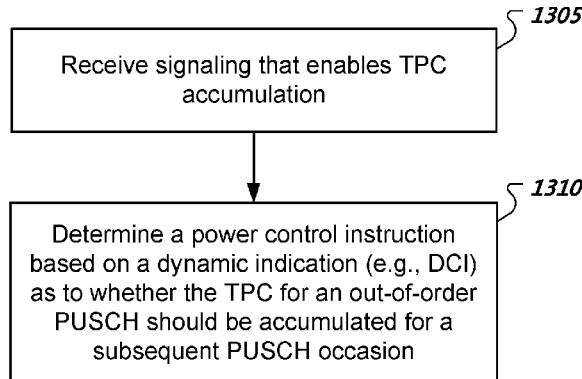 1305
Receive signaling that enables TPC
accumulation
1310
Determine a power control instruction
based on a dynamic indication (e.g., DCI)
as to whether the TPC for an out-of-order
PUSCH should be accumulated for a
subsequent PUSCH occasion